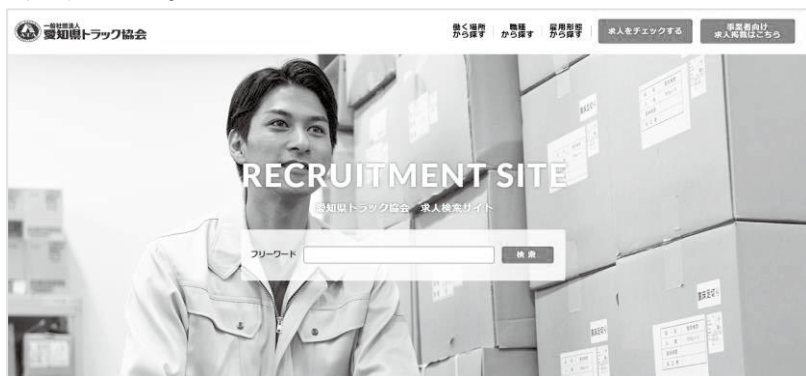 一般社団法人
愛知県トラック協会
働く場所
から探す
職種
から探す
雇用形態
から探す
求人をチェックする
事業者向け
求人掲載はこちら
RECRUITMENT SITE
愛知県トラック協会 求人検索サイト
フリーワード
検索